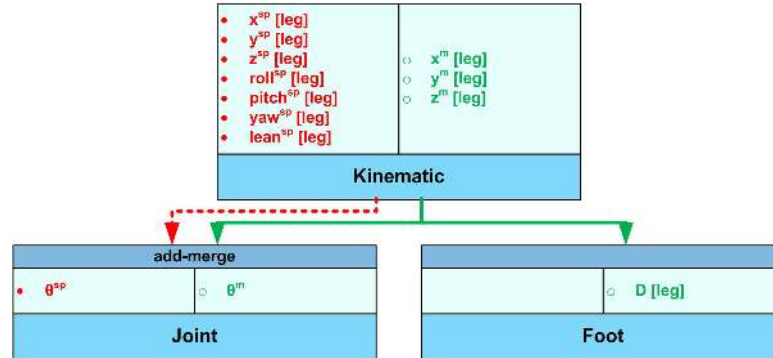 • x^sp [leg]
• y^sp [leg]
• z^sp [leg]
• roll^sp [leg]
• pitch^sp [leg]
• yaw^sp [leg]
• lean^sp [leg]
○ x^m [leg]
○ y^m [leg]
○ z^m [leg]
Kinematic
add-merge
• θ^sp
○ θ^m
Joint
○ D [leg]
Foot